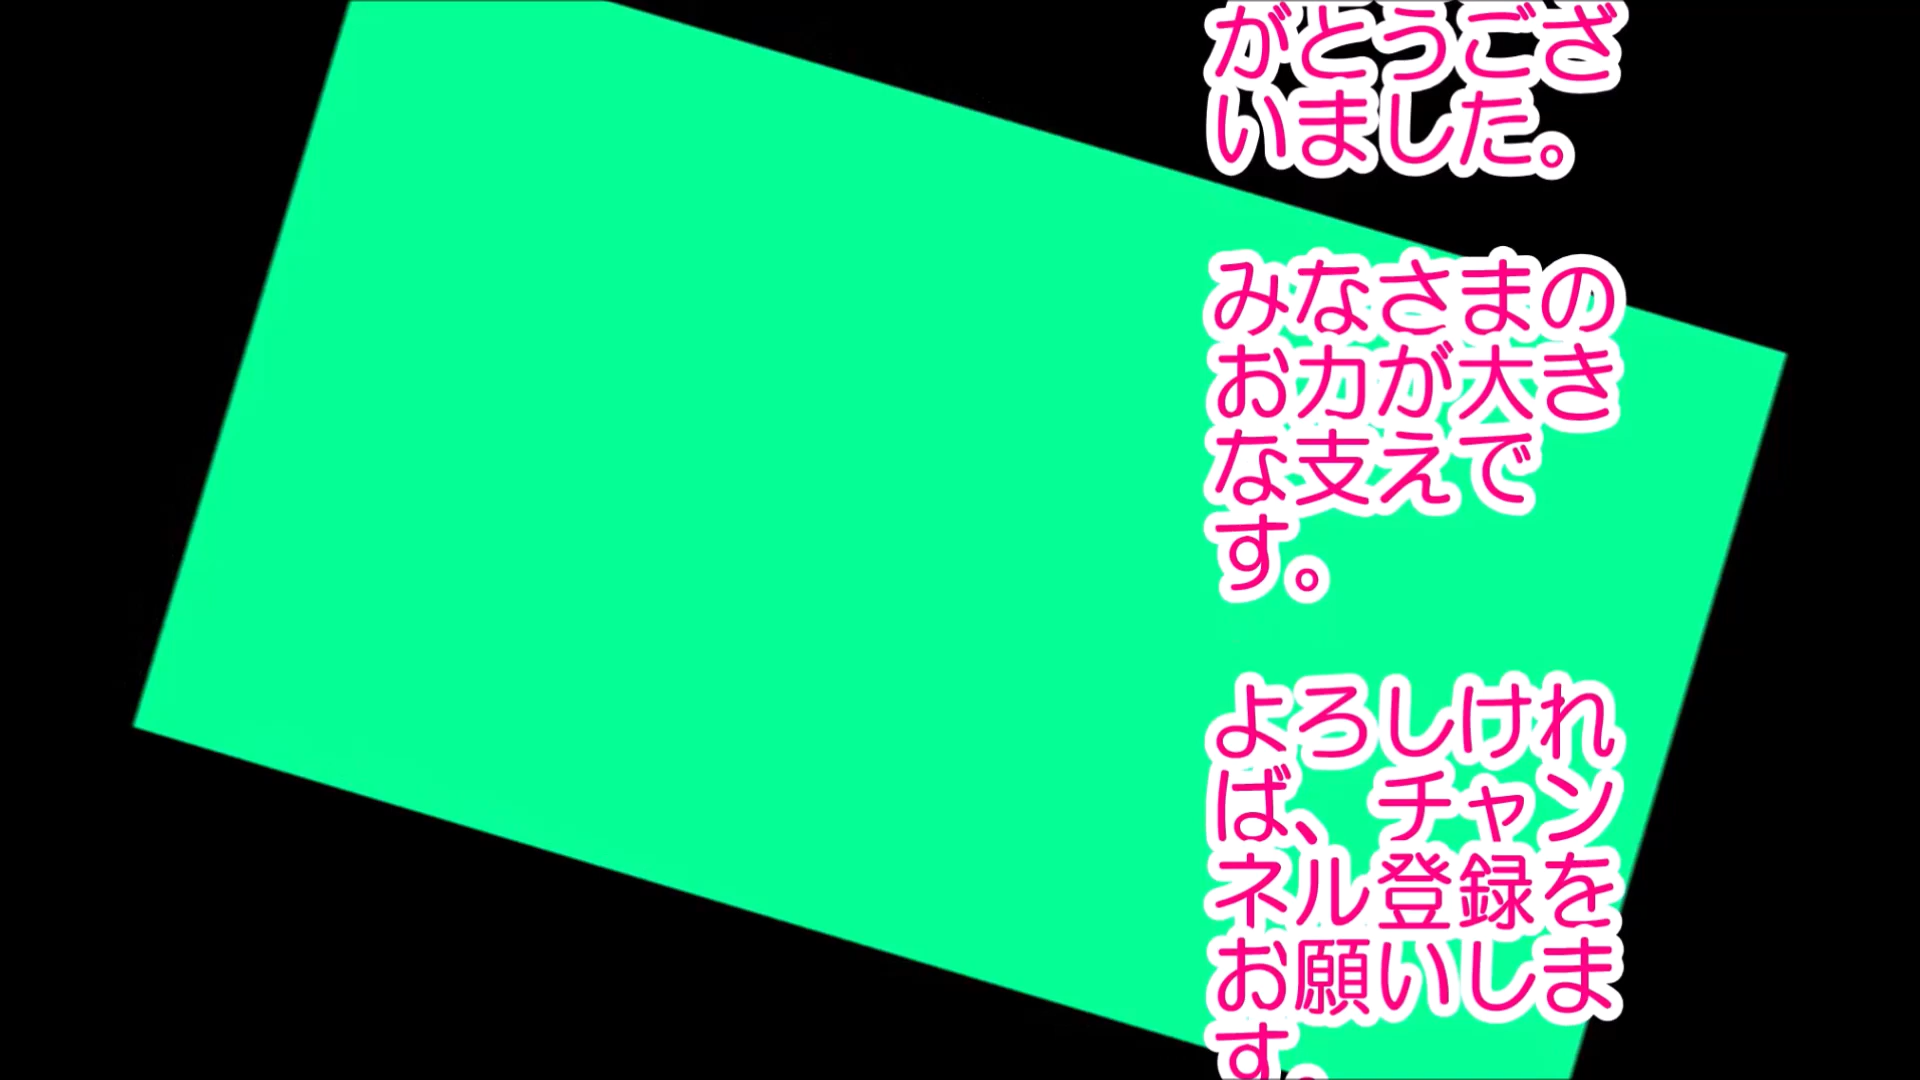 がとうござ
いました。
みなさまの
お力が大き
な支えで
す。
よろしけれ
ば、チャン
ネル登録を
お願いしま
す。